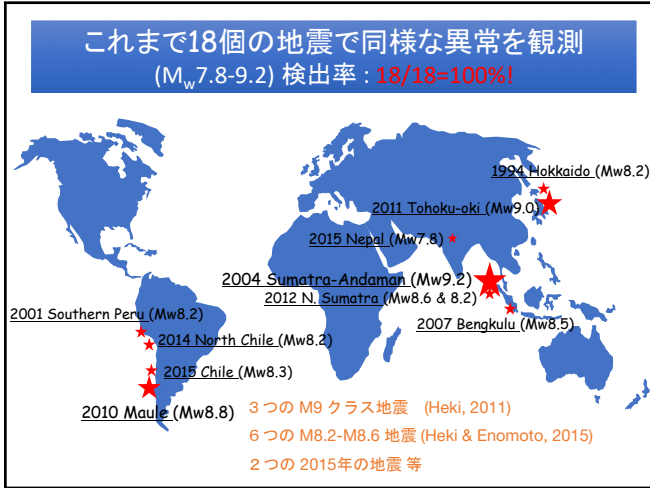 これまで18個の地震で同様な異常を観測
(Mw7.8-9.2) 検出率 : 18/18=100%!
1994 Hokkaido (Mw8.2)
2011 Tohoku-oki (Mw9.0)
2015 Nepal (Mw7.8)
2004 Sumatra-Andaman (Mw9.2)
2012 N. Sumatra (Mw8.6 & 8.2)
2001 Southern Peru (Mw8.2)
2007 Bengkulu (Mw8.5)
2014 North Chile (Mw8.2)
2015 Chile (Mw8.3)
2010 Maule (Mw8.8)
3つの M9 クラス地震 (Heki, 2011)
6つの M8.2-M8.6 地震 (Heki & Enomoto, 2015)
2つの 2015年の地震 等